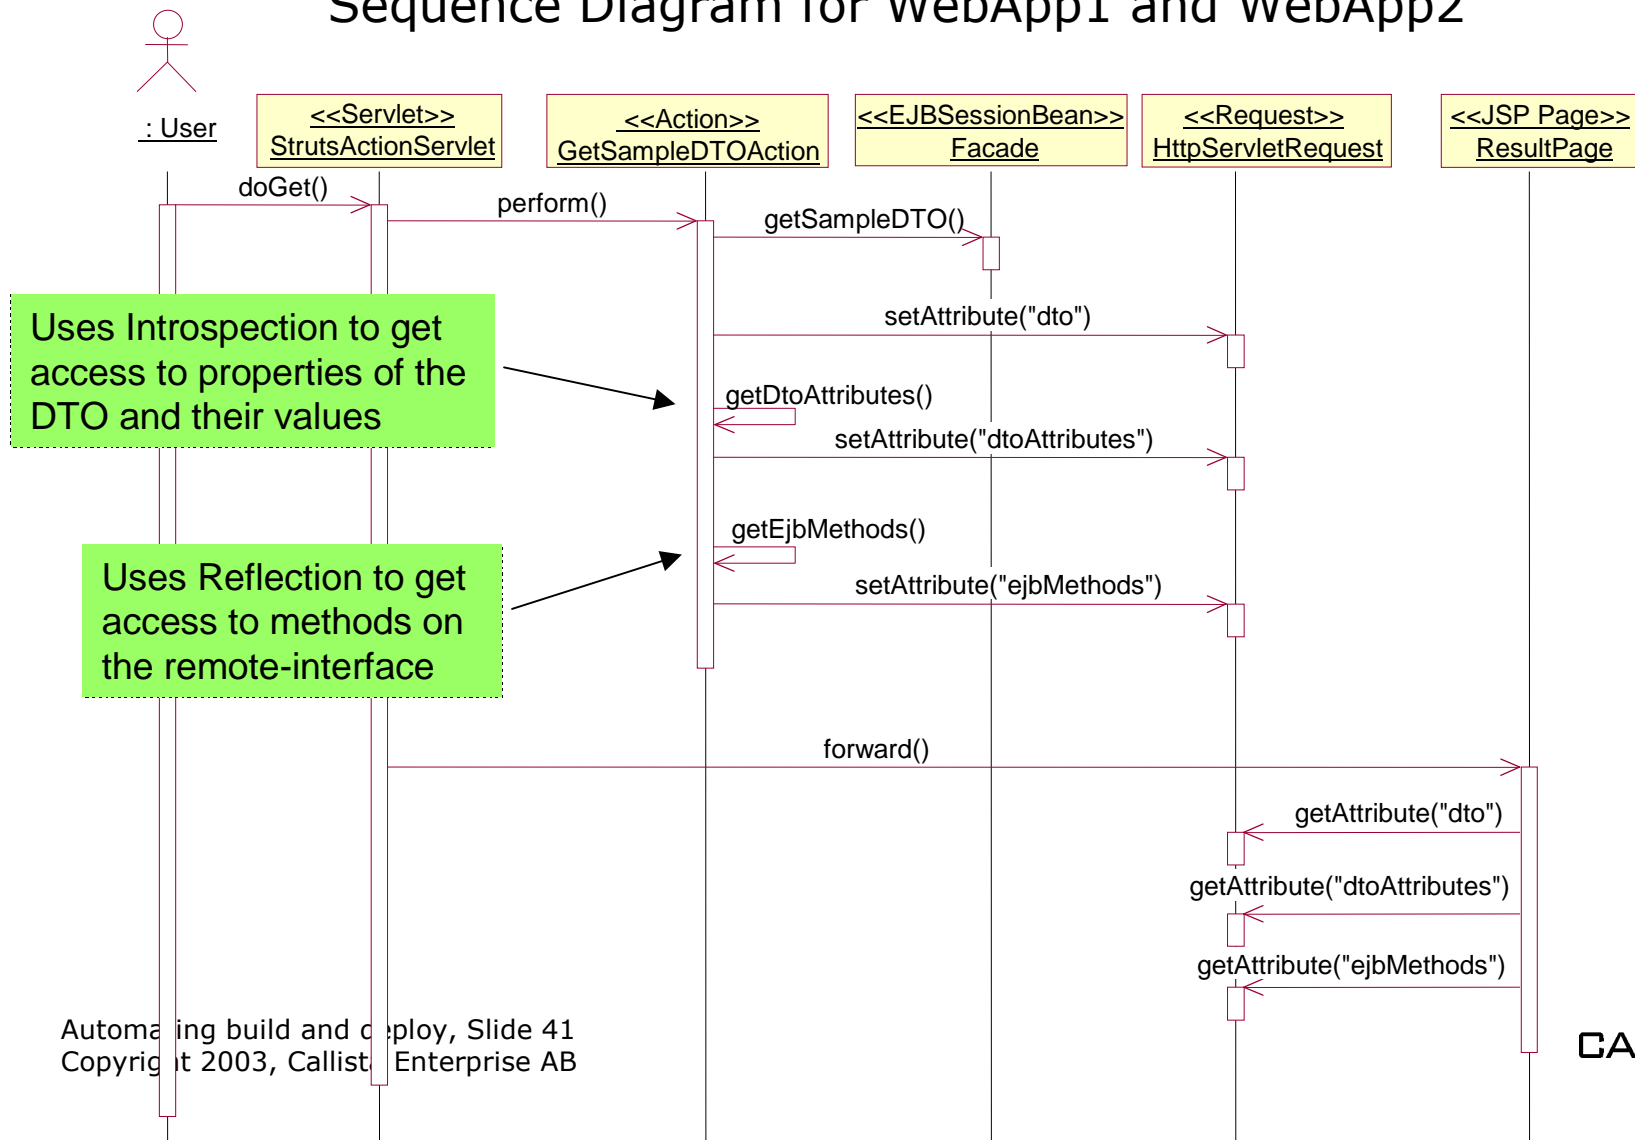 Sequence Diagram for WebApp1 and WebApp2
: User
<<Servlet>>
StrutsActionServlet
<<Action>>
GetSampleDTOAction
<<EJBSessionBean>>
Facade
<<Request>>
HttpServletRequest
<<JSP Page>>
ResultPage
doGet()
perform()
getSampleDTO()
setAttribute("dto")
Uses Introspection to get
access to properties of the
DTO and their values
getDtoAttributes()
setAttribute("dtoAttributes")
getEjbMethods()
Uses Reflection to get
access to methods on
the remote-interface
setAttribute("ejbMethods")
forward()
getAttribute("dto")
getAttribute("dtoAttributes")
getAttribute("ejbMethods")
Automating build and deploy, Slide 41
Copyright 2003, Callista Enterprise AB
CA